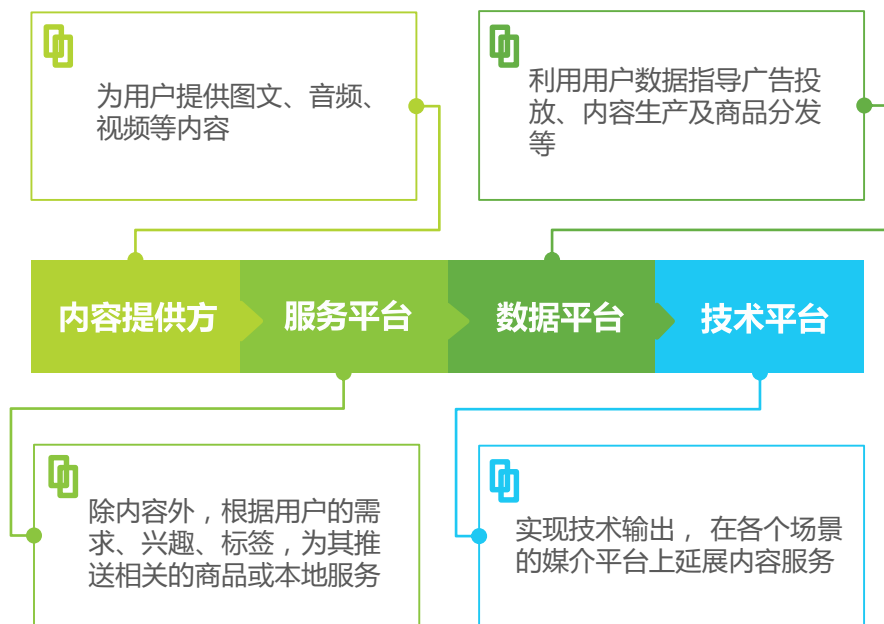 为用户提供图文、音频、
视频等内容
利用用户数据指导广告投
放、内容生产及商品分发
等
内容提供方
服务平台
数据平台
技术平台
除内容外，根据用户的需
求、兴趣、标签，为其推
送相关的商品或本地服务
实现技术输出， 在各个场景
的媒介平台上延展内容服务